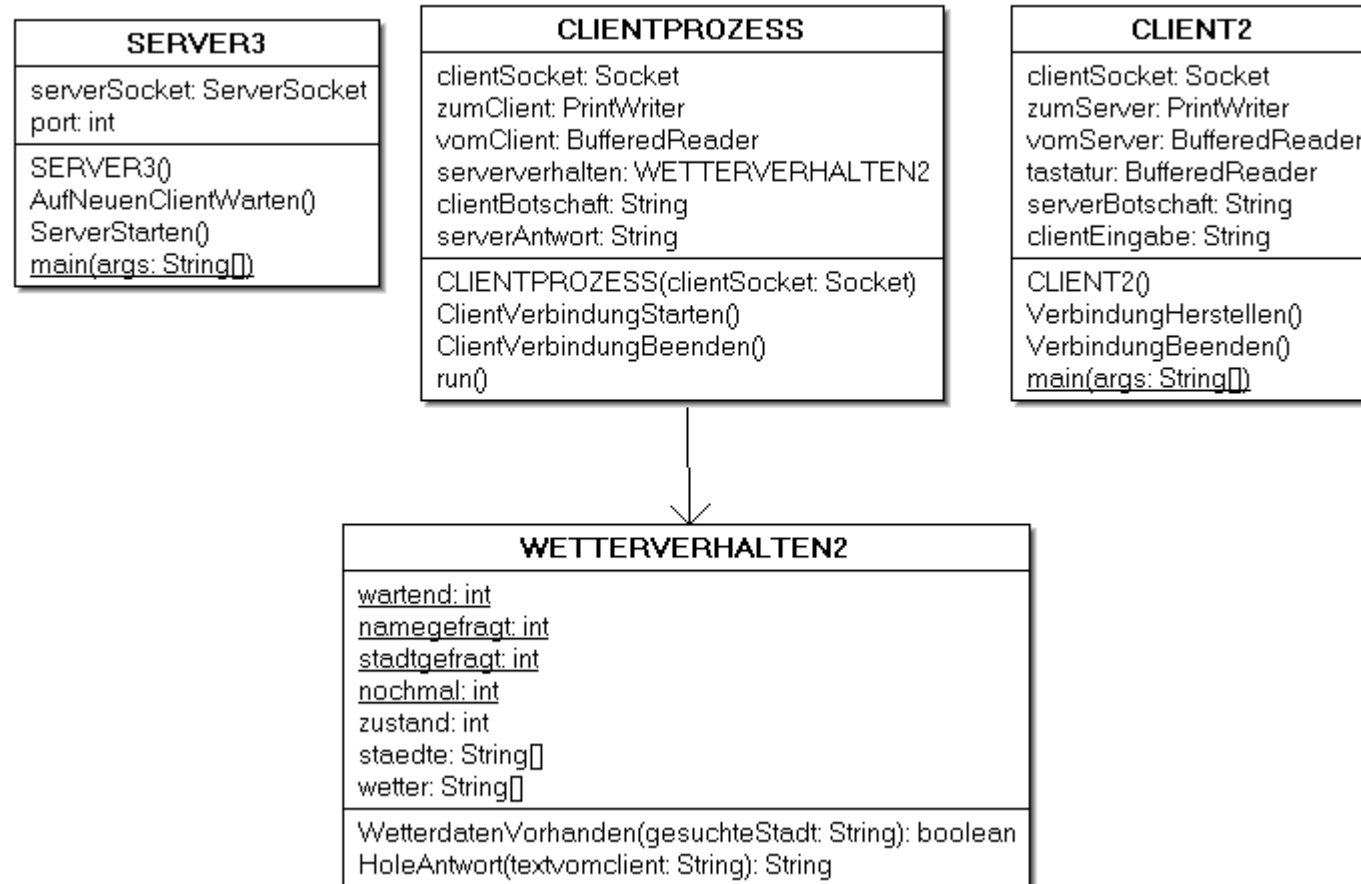 SERVER3
serverSocket: ServerSocket
port: int
SERVER3()
AufNeuenClientWarten()
ServerStarten()
main(args: String[])
CLIENTPROZESS
clientSocket: Socket
zumClient: PrintWriter
vomClient: BufferedReader
serververhalten: WETTERVERHALTEN2
clientBotschaft: String
serverAntwort: String
CLIENTPROZESS(clientSocket: Socket)
ClientVerbindungStarten()
ClientVerbindungBeenden()
run()
CLIENT2
clientSocket: Socket
zumServer: PrintWriter
vomServer: BufferedReader
tastatur: BufferedReader
serverBotschaft: String
clientEingabe: String
CLIENT2()
VerbindungHerstellen()
VerbindungBeenden()
main(args: String[])
WETTERVERHALTEN2
wartend: int
namegefragt: int
stadtgefragt: int
nochmal: int
zustand: int
staedte: String[]
wetter: String[]
WetterdatenVorhanden(gesuchteStadt: String): boolean
HoleAntwort(textvomclient: String): String